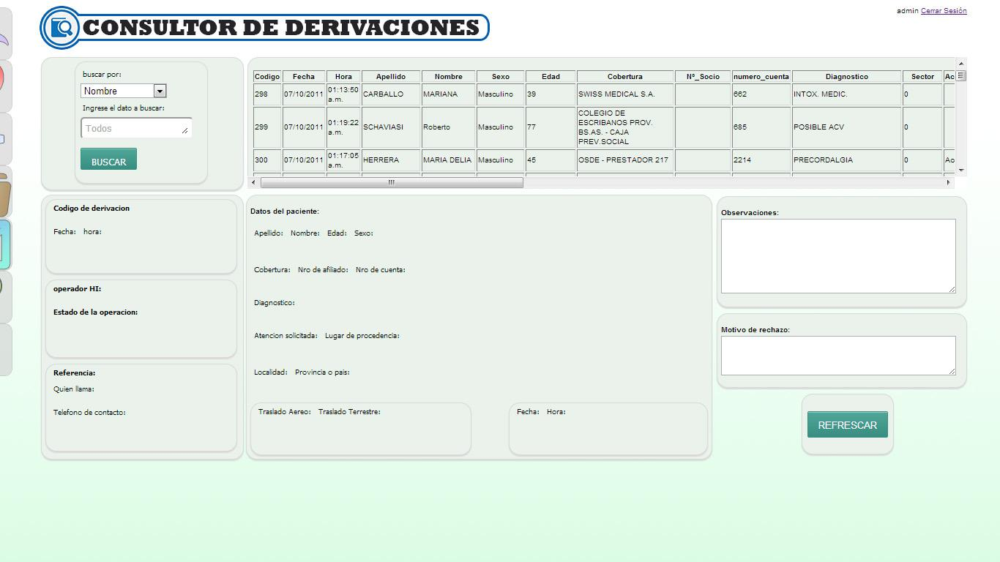 admin Cerrar Sesión
CONSULTOR DE DERIVACIONES
buscar por:
Nombre
Ingrese el dato a buscar:
Todos
BUSCAR
Codigo Fecha Hora Apellido Nombre Sexo Edad Cobertura Nº_Socio numero_cuenta Diagnostico Sector Ac
298 07/10/2011 01:13:50 a.m. CARBALLO MARIANA Masculino 39 SWISS MEDICAL S.A. 662 INTOX. MEDIC. 0
299 07/10/2011 01:19:22 a.m. SCHAVIASI Roberto Masculino 77 COLEGIO DE ESCRIBANOS PROV. BS.AS. - CAJA PREV.SOCIAL 685 POSIBLE ACV 0
300 07/10/2011 01:17:05 a.m. HERRERA MARIA DELIA Masculino 45 OSDE - PRESTADOR 217 2214 PRECORDALGIA 0 Ao
Codigo de derivacion
Fecha: hora:
operador HI:
Estado de la operacion:
Referencia:
Quien llama:
Telefono de contacto:
Datos del paciente:
Apellido: Nombre: Edad: Sexo:
Cobertura: Nro de afiliado: Nro de cuenta:
Diagnostico:
Atencion solicitada: Lugar de procedencia:
Localidad: Provincia o pais:
Traslado Aereo: Traslado Terrestre:
Fecha: Hora:
Observaciones:
Motivo de rechazo:
REFRESCAR